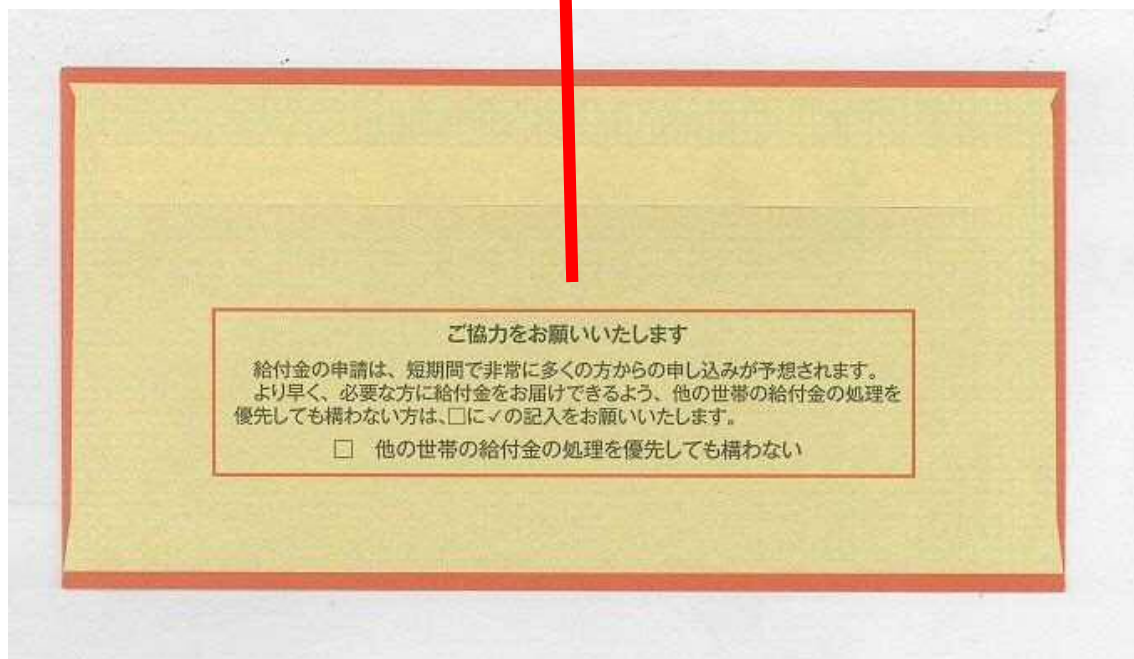 ご協力をお願いいたします
給付金の申請は、短期間で非常に多くの方からの申し込みが予想されます。
より早く、必要な方に給付金をお届けできるよう、他の世帯の給付金の処理を
優先しても構わない方は、□に✓の記入をお願いいたします。
□ 他の世帯の給付金の処理を優先しても構わない